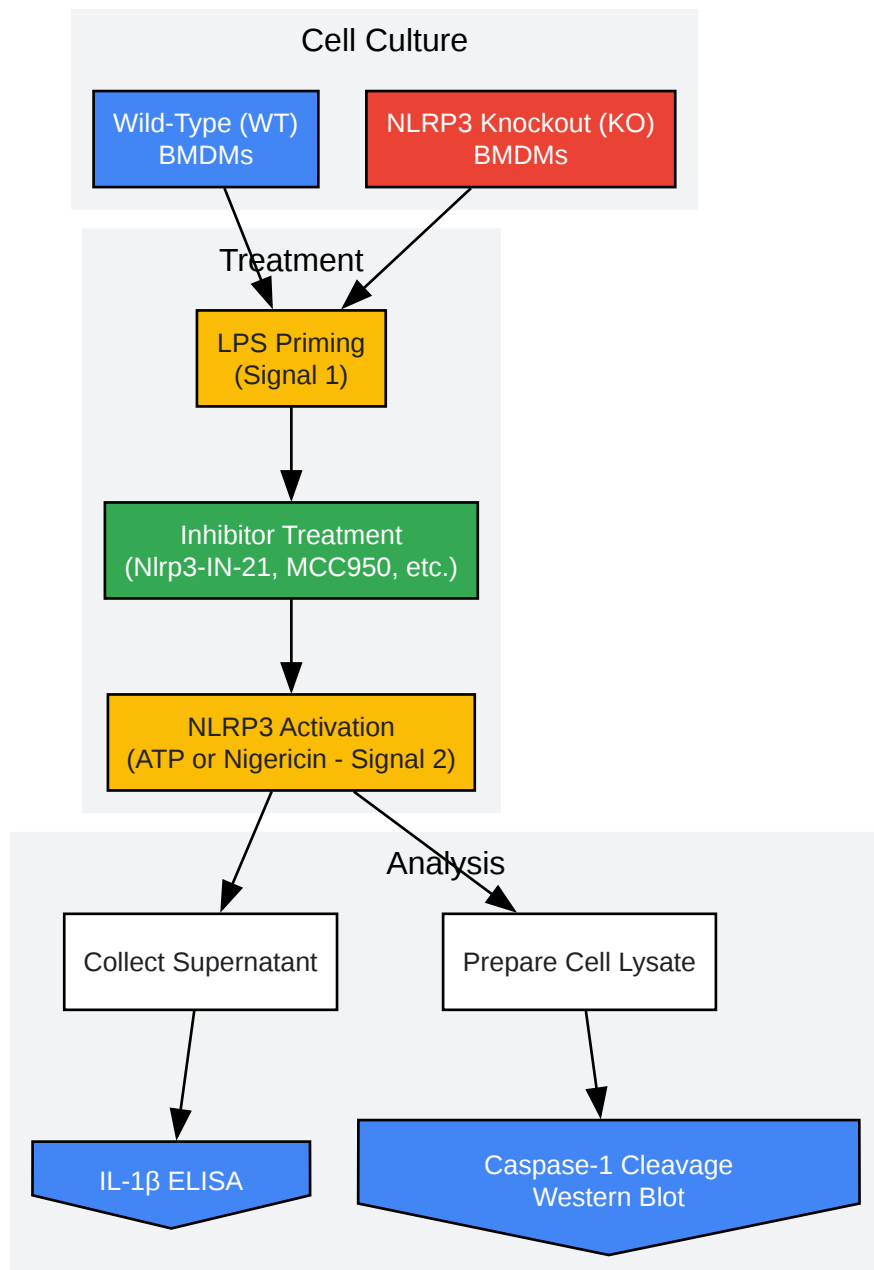 Cell Culture
Wild-Type (WT)
BMDMs
NLRP3 Knockout (KO)
BMDMs
Treatment
LPS Priming
(Signal 1)
Inhibitor Treatment
(Nlrp3-IN-21, MCC950, etc.)
NLRP3 Activation
(ATP or Nigericin - Signal 2)
Analysis
Collect Supernatant
Prepare Cell Lysate
IL-1β ELISA
Caspase-1 Cleavage
Western Blot